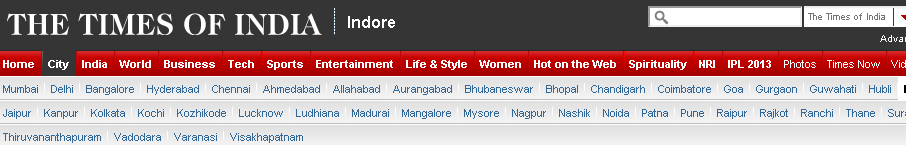 THE TIMES OF INDIA Indore
The Times of India
Home City India World Business Tech Sports Entertainment Life & Style Women Hot on the Web Spirituality NRI IPL 2013 Photos Times Now
Mumbai Delhi Bangalore Hyderabad Chennai Ahmedabad Allahabad Aurangabad Bhubaneswar Bhopal Chandigarh Coimbatore Goa Gurgaon Guwahati Hubli
Jaipur Kanpur Kolkata Kochi Kozhikode Lucknow Ludhiana Madurai Mangalore Mysore Nagpur Nashik Noida Patna Pune Raipur Rajkot Ranchi Thane
Thiruvananthapuram Vadodara Varanasi Visakhapatnam